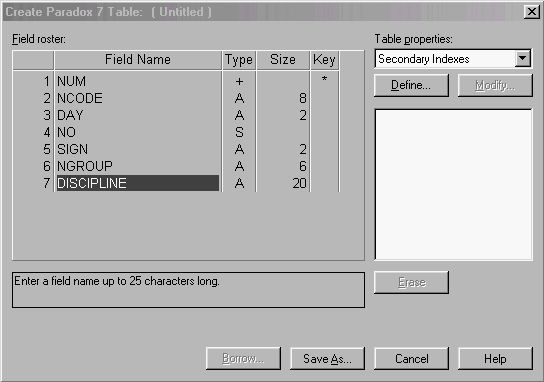 Create Paradox 7 Table: ( Untitled )
Field roster:
Table properties:
Field Name Type Size Key
Secondary Indexes
1 NUM + *
2 NCODE A 8
3 DAY A 2
4 NO S
5 SIGN A 2
6 NGROUP A 6
7 DISCIPLINE A 20
Define... Modify...
Enter a field name up to 25 characters long.
Erase
Borrow... Save As... Cancel Help